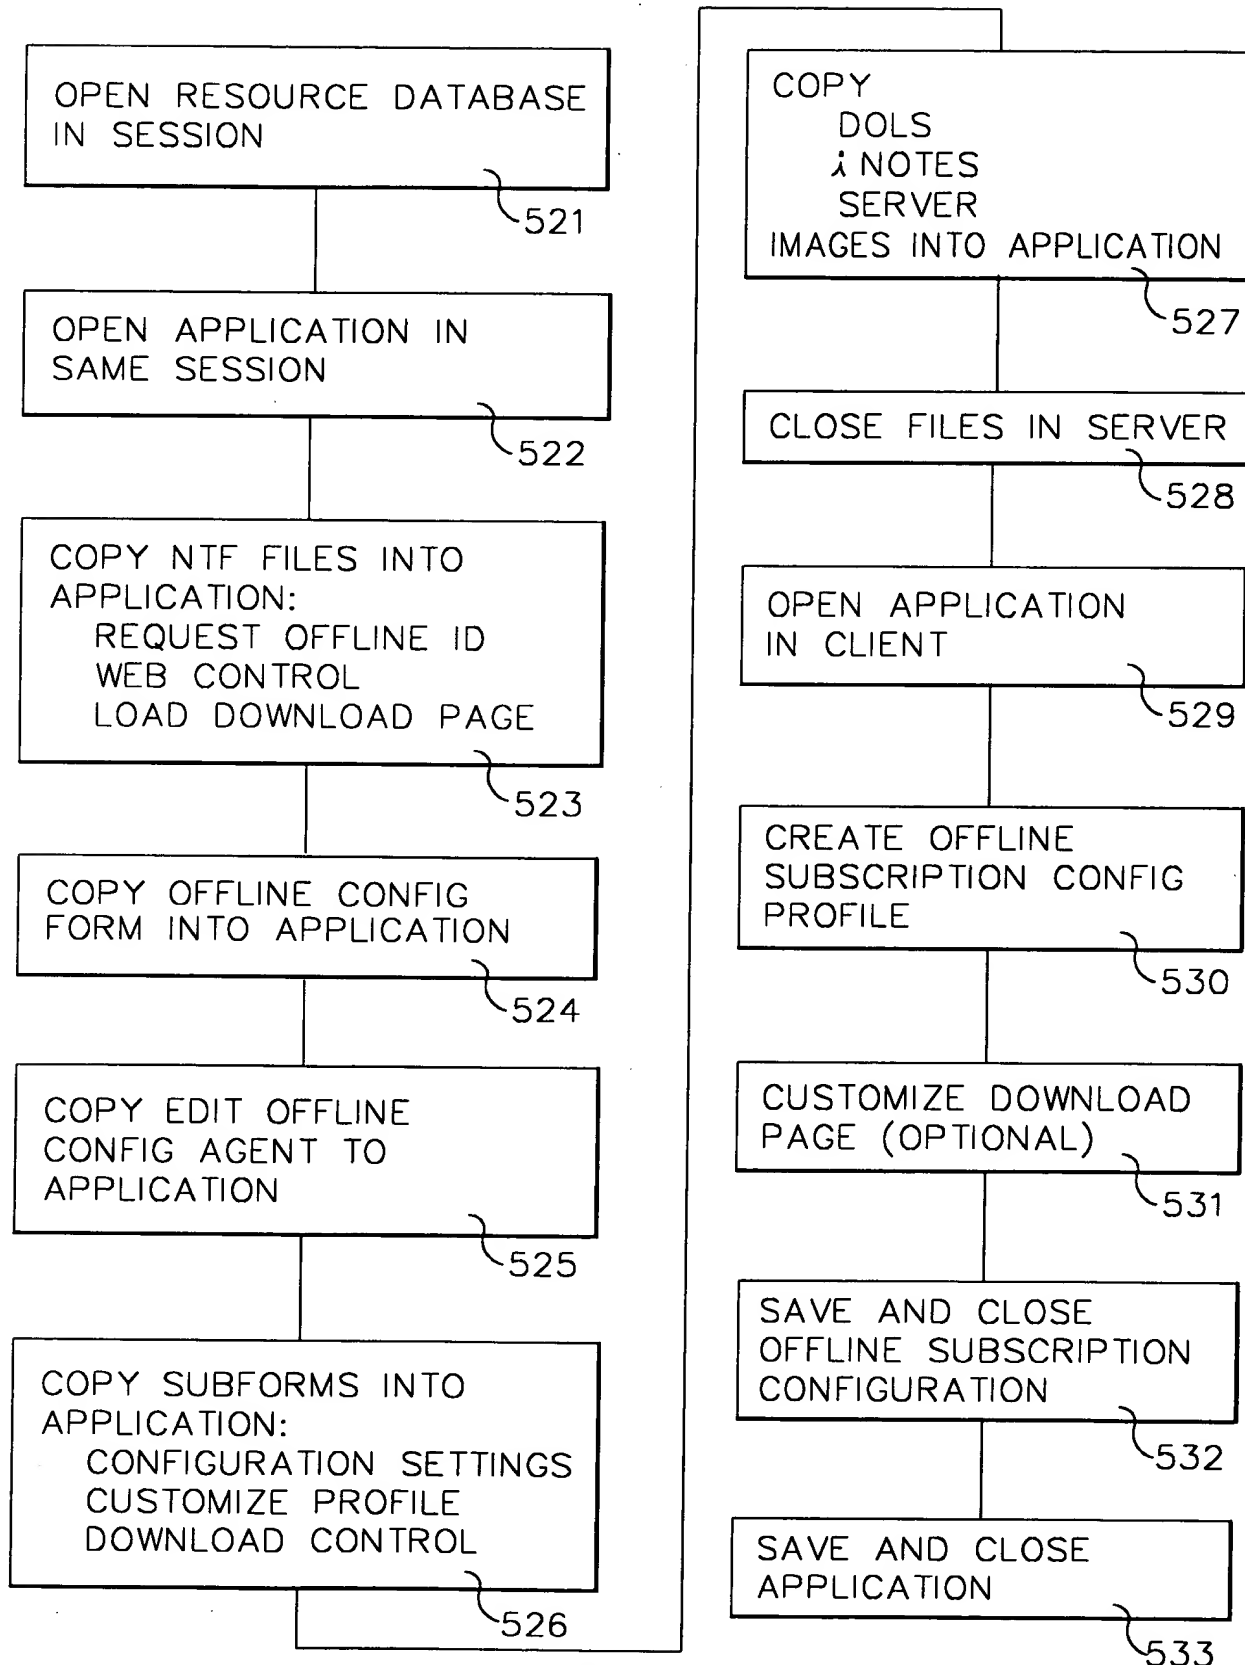 OPEN RESOURCE DATABASE
IN SESSION
521
OPEN APPLICATION IN
SAME SESSION
522
COPY NTF FILES INTO
APPLICATION:
REQUEST OFFLINE ID
WEB CONTROL
LOAD DOWNLOAD PAGE
523
COPY OFFLINE CONFIG
FORM INTO APPLICATION
524
COPY EDIT OFFLINE
CONFIG AGENT TO
APPLICATION
525
COPY SUBFORMS INTO
APPLICATION:
CONFIGURATION SETTINGS
CUSTOMIZE PROFILE
DOWNLOAD CONTROL
526
COPY
DOLS
i NOTES
SERVER
IMAGES INTO APPLICATION
527
CLOSE FILES IN SERVER
528
OPEN APPLICATION
IN CLIENT
529
CREATE OFFLINE
SUBSCRIPTION CONFIG
PROFILE
530
CUSTOMIZE DOWNLOAD
PAGE (OPTIONAL)
531
SAVE AND CLOSE
OFFLINE SUBSCRIPTION
CONFIGURATION
532
SAVE AND CLOSE
APPLICATION
533